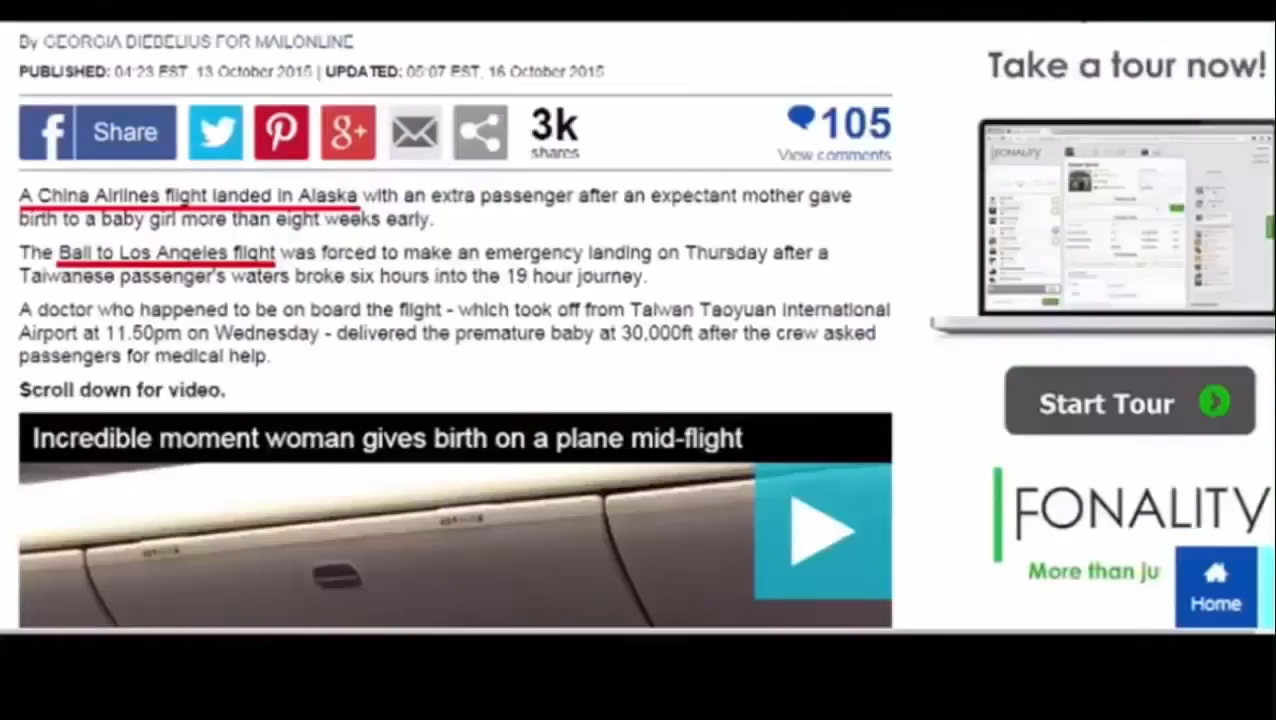 By GEORGIA DIEBELIUS FOR MAILONLINE
PUBLISHED: 04:23 EST, 13 October 2015 | UPDATED: 05:07 EST, 16 October 2015
Share
3k
shares
105
View comments
A China Airlines flight landed in Alaska with an extra passenger after an expectant mother gave
birth to a baby girl more than eight weeks early.
The Bali to Los Angeles flight was forced to make an emergency landing on Thursday after a
Taiwanese passenger's waters broke six hours into the 19 hour journey.
A doctor who happened to be on board the flight - which took off from Taiwan Taoyuan International
Airport at 11.50pm on Wednesday - delivered the premature baby at 30,000ft after the crew asked
passengers for medical help.
Scroll down for video.
Incredible moment woman gives birth on a plane mid-flight
Take a tour now!
FONALITY
Start Tour
FONALITY
More than ju
Home